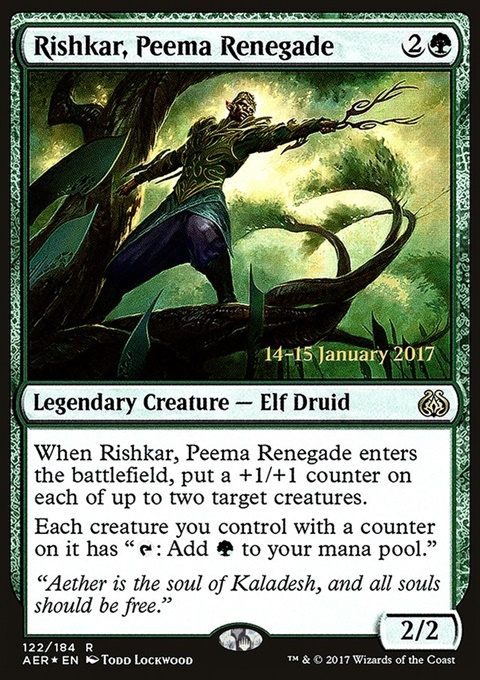 Rishkar, Peema Renegade 2
14–15 January 2017
Legendary Creature — Elf Druid
When Rishkar, Peema Renegade enters
the battlefield, put a +1/+1 counter on
each of up to two target creatures.
Each creature you control with a counter
on it has “ : Add to your mana pool.”
“Aether is the soul of Kaladesh, and all souls
should be free.”
2/2
122/184 R
AER★EN Todd Lockwood
™ & © 2017 Wizards of the Coast